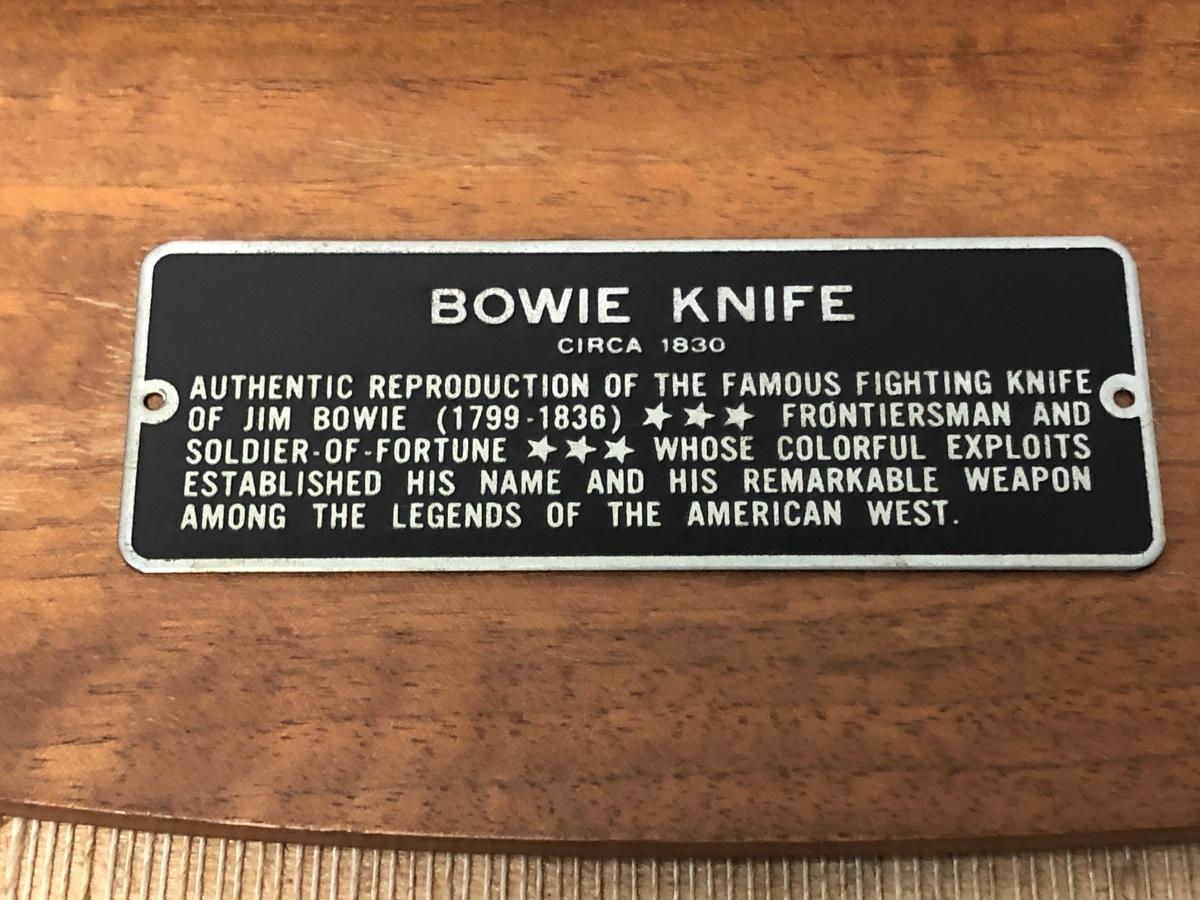 BOWIE KNIFE
CIRCA 1830
AUTHENTIC REPRODUCTION OF THE FAMOUS FIGHTING KNIFE
OF JIM BOWIE (1799-1836) ★★★ FRONTIERSMAN AND
SOLDIER-OF-FORTUNE ★★★ WHOSE COLORFUL EXPLOITS
ESTABLISHED HIS NAME AND HIS REMARKABLE WEAPON
AMONG THE LEGENDS OF THE AMERICAN WEST.